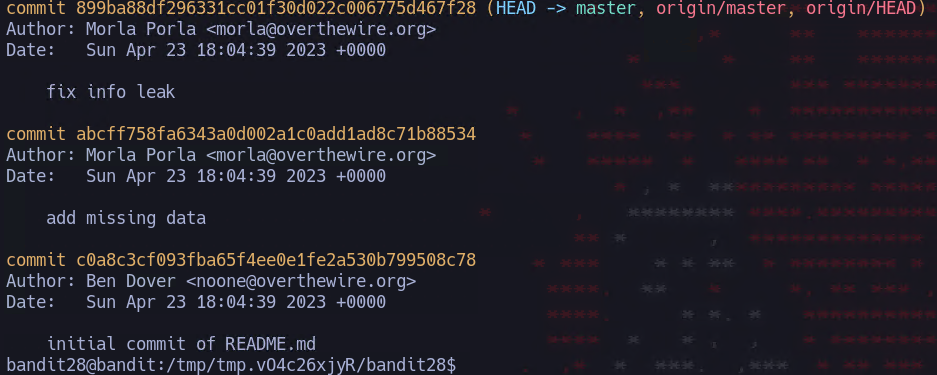 commit 899ba88df296331cc01f30d022c006775d467f28 (HEAD -> master, origin/master, origin/HEAD)
Author: Morla Porla <morla@overthewire.org>
Date:   Sun Apr 23 18:04:39 2023 +0000
fix info leak
commit abcff758fa6343a0d002a1c0add1ad8c71b88534
Author: Morla Porla <morla@overthewire.org>
Date:   Sun Apr 23 18:04:39 2023 +0000
add missing data
commit c0a8c3cf093fba65f4ee0e1fe2a530b799508c78
Author: Ben Dover <noone@overthewire.org>
Date:   Sun Apr 23 18:04:39 2023 +0000
initial commit of README.md
bandit28@bandit:/tmp/tmp.vO4c26xjyR/bandit28$